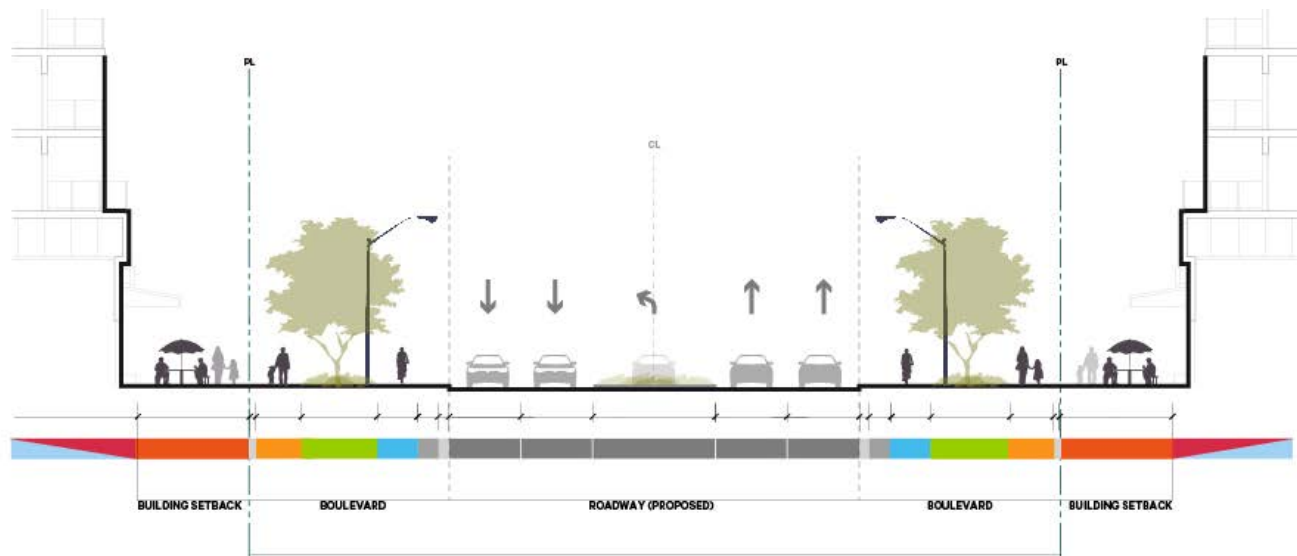 PL
PL
CL
BUILDING SETBACK
BOULEVARD
ROADWAY (PROPOSED)
BOULEVARD
BUILDING SETBACK